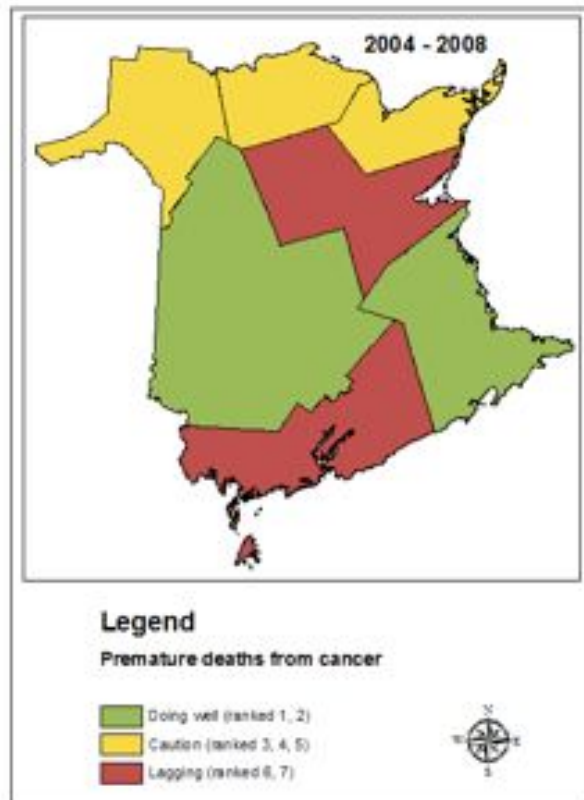 2004 - 2008
Legend
Premature deaths from cancer
Doing well (ranked 1, 2)
Caution (ranked 3, 4, 5)
Lagging (ranked 6, 7)
N
W
E
S